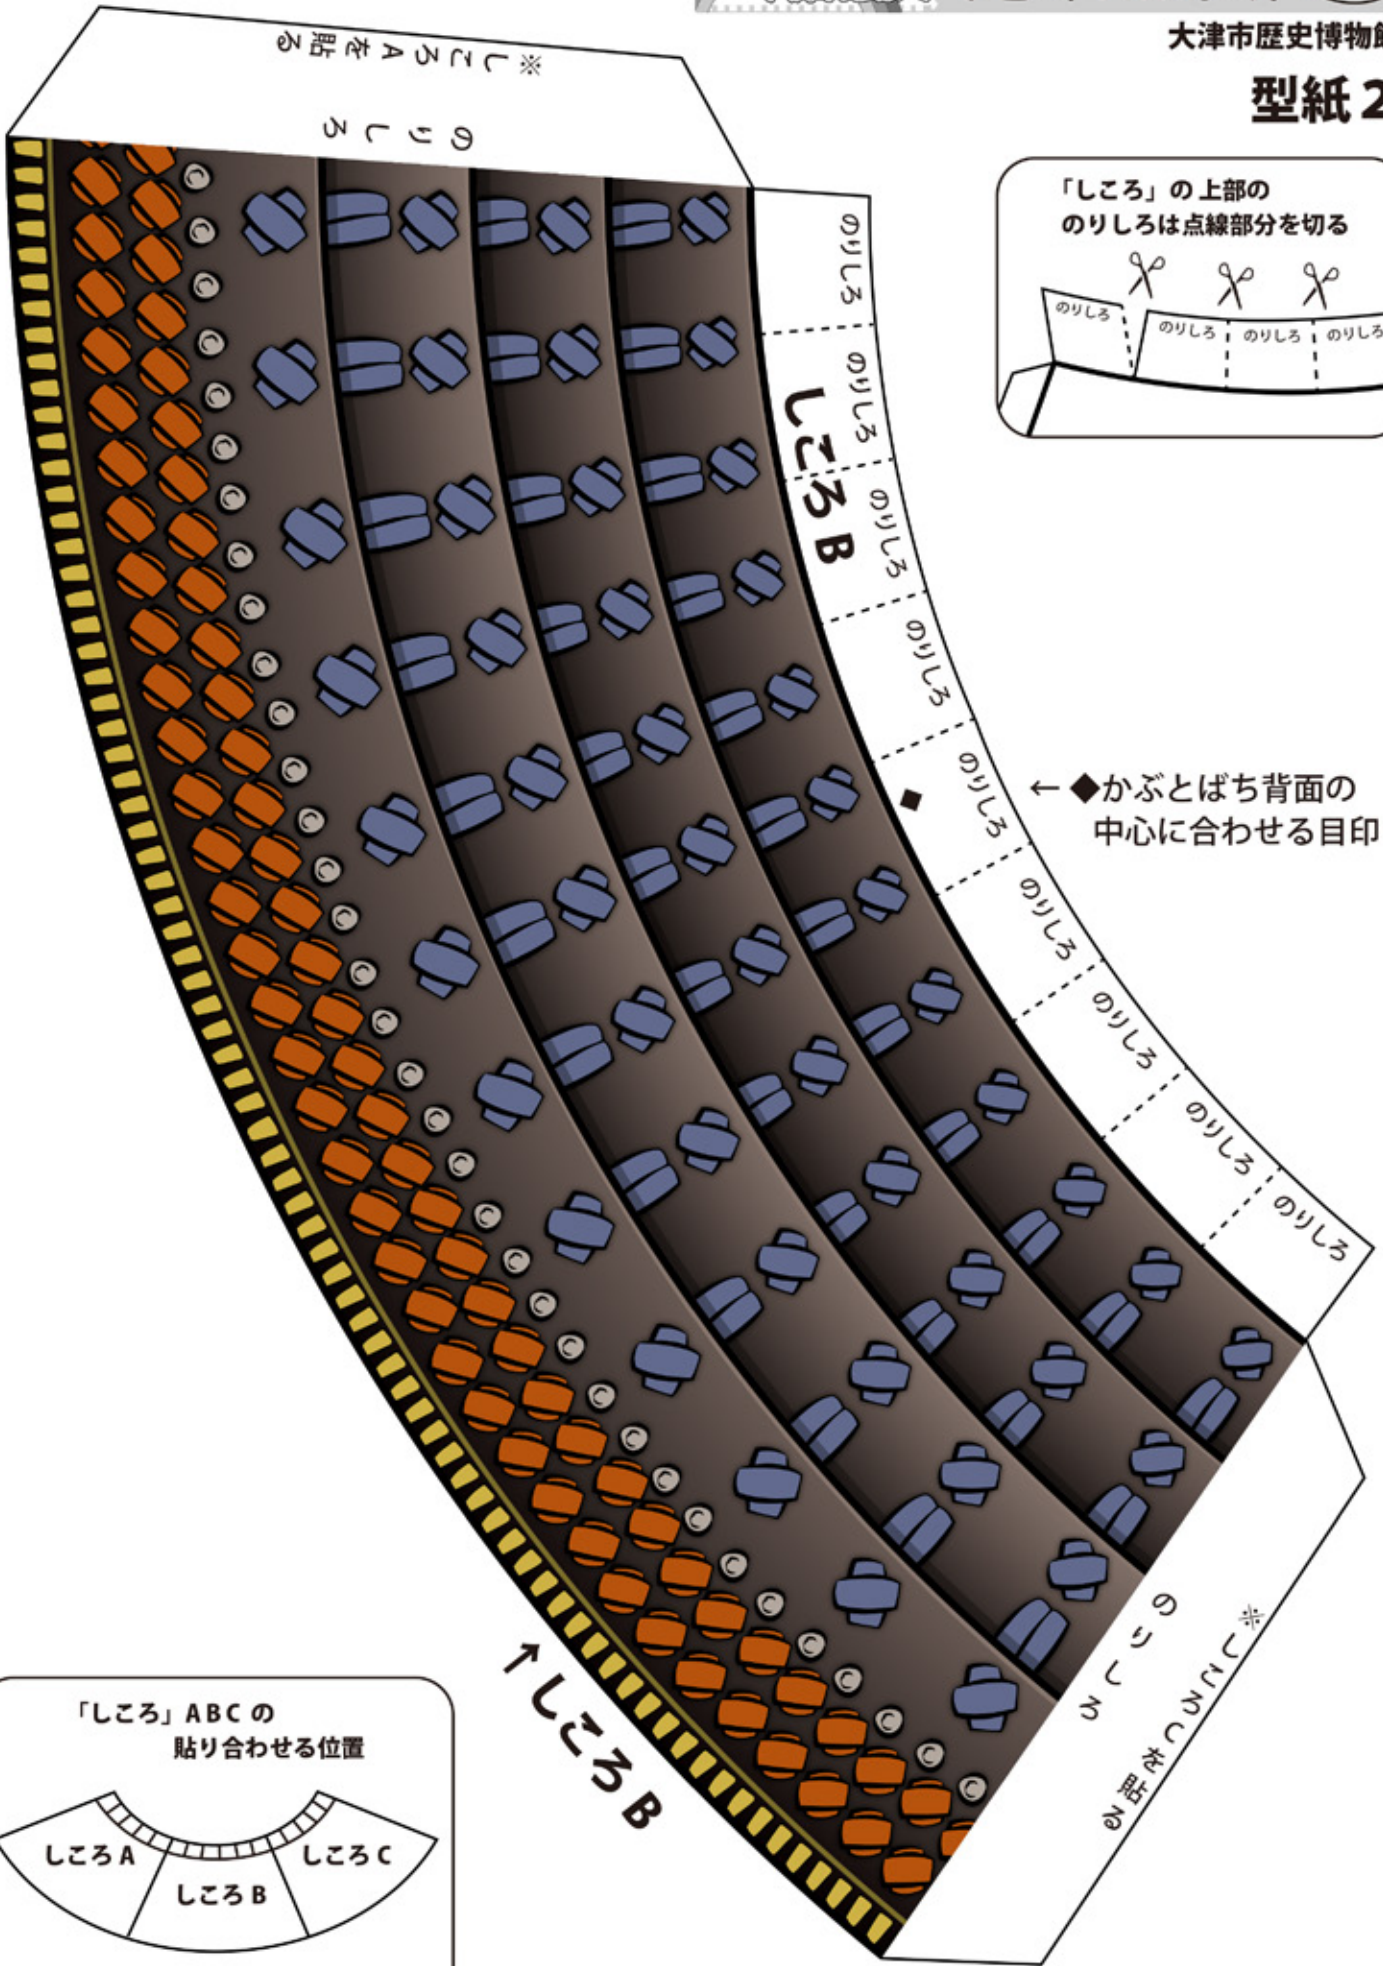 大津市歴史博物館
型紙2
「しころ」の上部の
のりしろは点線部分を切る
のりしろ
のりしろ
のりしろ
のりしろ
※しころAを貼る
のりしろ
のりしろ
のりしろ
のりしろ
のりしろ
のりしろ
のりしろ
のりしろ
のりしろ
のりしろ
しころB
←◆かぶとばち背面の
中心に合わせる目印
◆
のりしろ
※しころCを貼る
↑しころB
「しころ」ABCの
貼り合わせる位置
しころA
しころB
しころC